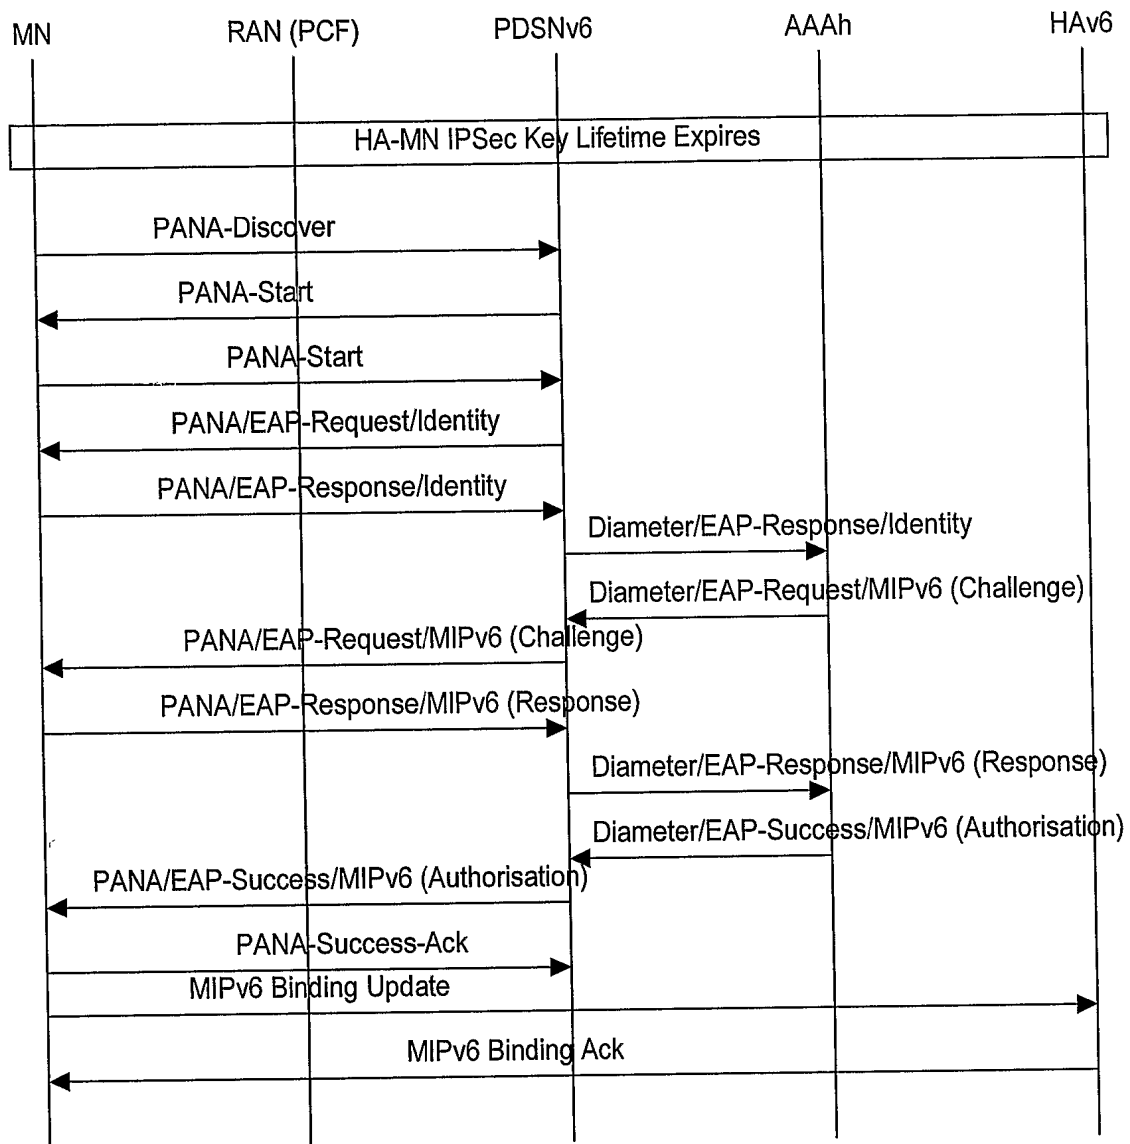 MN RAN (PCF) PDSNv6 AAAh HAv6
HA-MN IPSec Key Lifetime Expires
PANA-Discover
PANA-Start
PANA-Start
PANA/EAP-Request/Identity
PANA/EAP-Response/Identity
Diameter/EAP-Response/Identity
Diameter/EAP-Request/MIPv6 (Challenge)
PANA/EAP-Request/MIPv6 (Challenge)
PANA/EAP-Response/MIPv6 (Response)
Diameter/EAP-Response/MIPv6 (Response)
Diameter/EAP-Success/MIPv6 (Authorisation)
PANA/EAP-Success/MIPv6 (Authorisation)
PANA-Success-Ack
MIPv6 Binding Update
MIPv6 Binding Ack